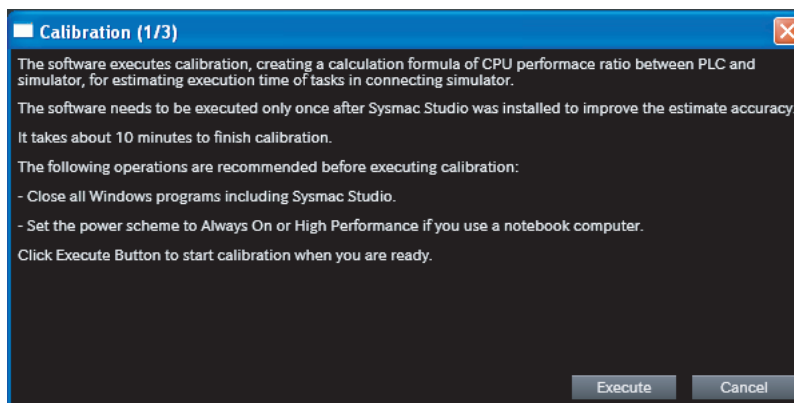 Calibration (1/3)
The software executes calibration, creating a calculation formula of CPU performace ratio between PLC and
simulator, for estimating execution time of tasks in connecting simulator.
The software needs to be executed only once after Sysmac Studio was installed to improve the estimate accuracy.
It takes about 10 minutes to finish calibration.
The following operations are recommended before executing calibration:
- Close all Windows programs including Sysmac Studio.
- Set the power scheme to Always On or High Performance if you use a notebook computer.
Click Execute Button to start calibration when you are ready.
Execute Cancel